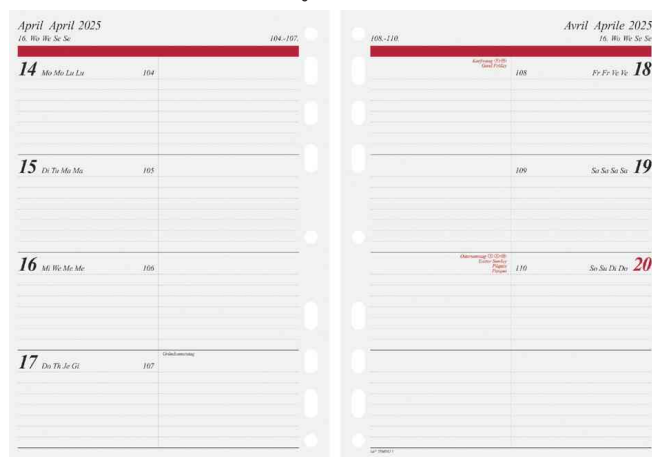 April April 2025
16. Wo We Se Se
104.-107.
14 Mo Mo Lu Lu 104
15 Di Tu Ma Ma 105
16 Mi We Me Me 106
17 Do Th Je Gi 107
Gründonnerstag
Avril Aprile 2025
108.-110.
16. Wo We Se Se
Karfreitag
Good Friday
108 Fr Fr Ve Ve 18
109 Sa Sa Sa Sa 19
Ostersonntag
Easter Sunday
Pâques
Pasqua
110 So Su Di Do 20